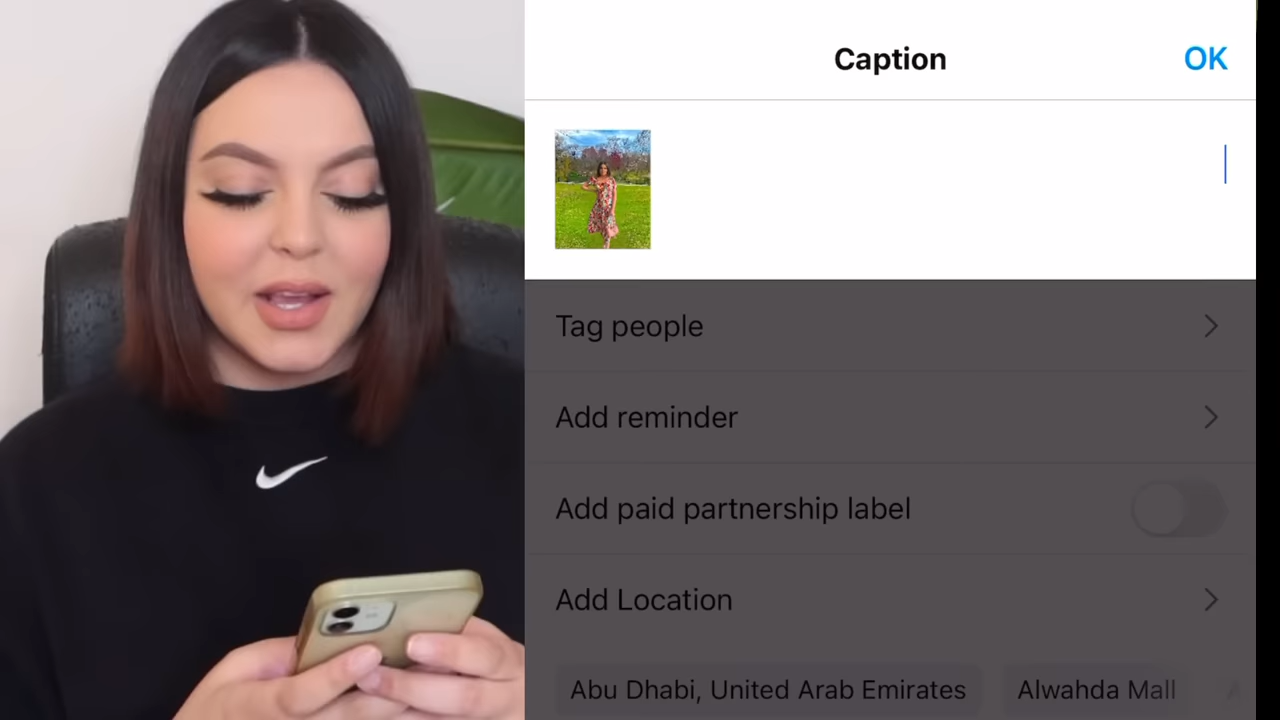 Caption
OK
Tag people
Add reminder
Add paid partnership label
Add Location
Abu Dhabi, United Arab Emirates
Alwahda Mall